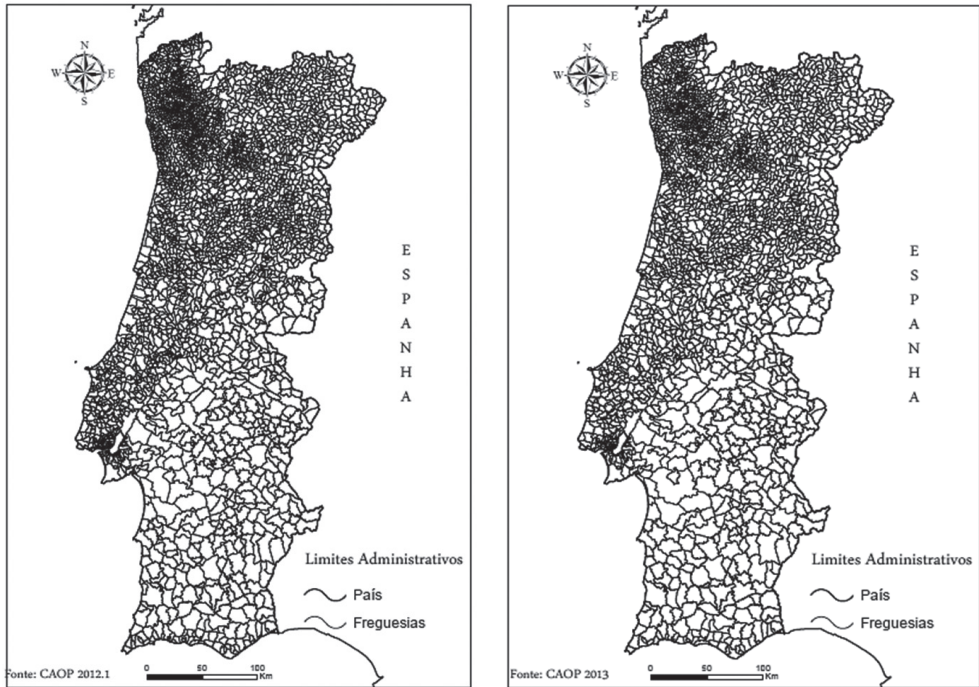 N
W E
S
E
S
P
A
N
H
A
Limites Administrativos
País
Freguesias
Fonte: CAOP 2012.1
0 50 100
Km
N
W E
S
E
S
P
A
N
H
A
Limites Administrativos
País
Freguesias
Fonte: CAOP 2013
0 50 100
Km